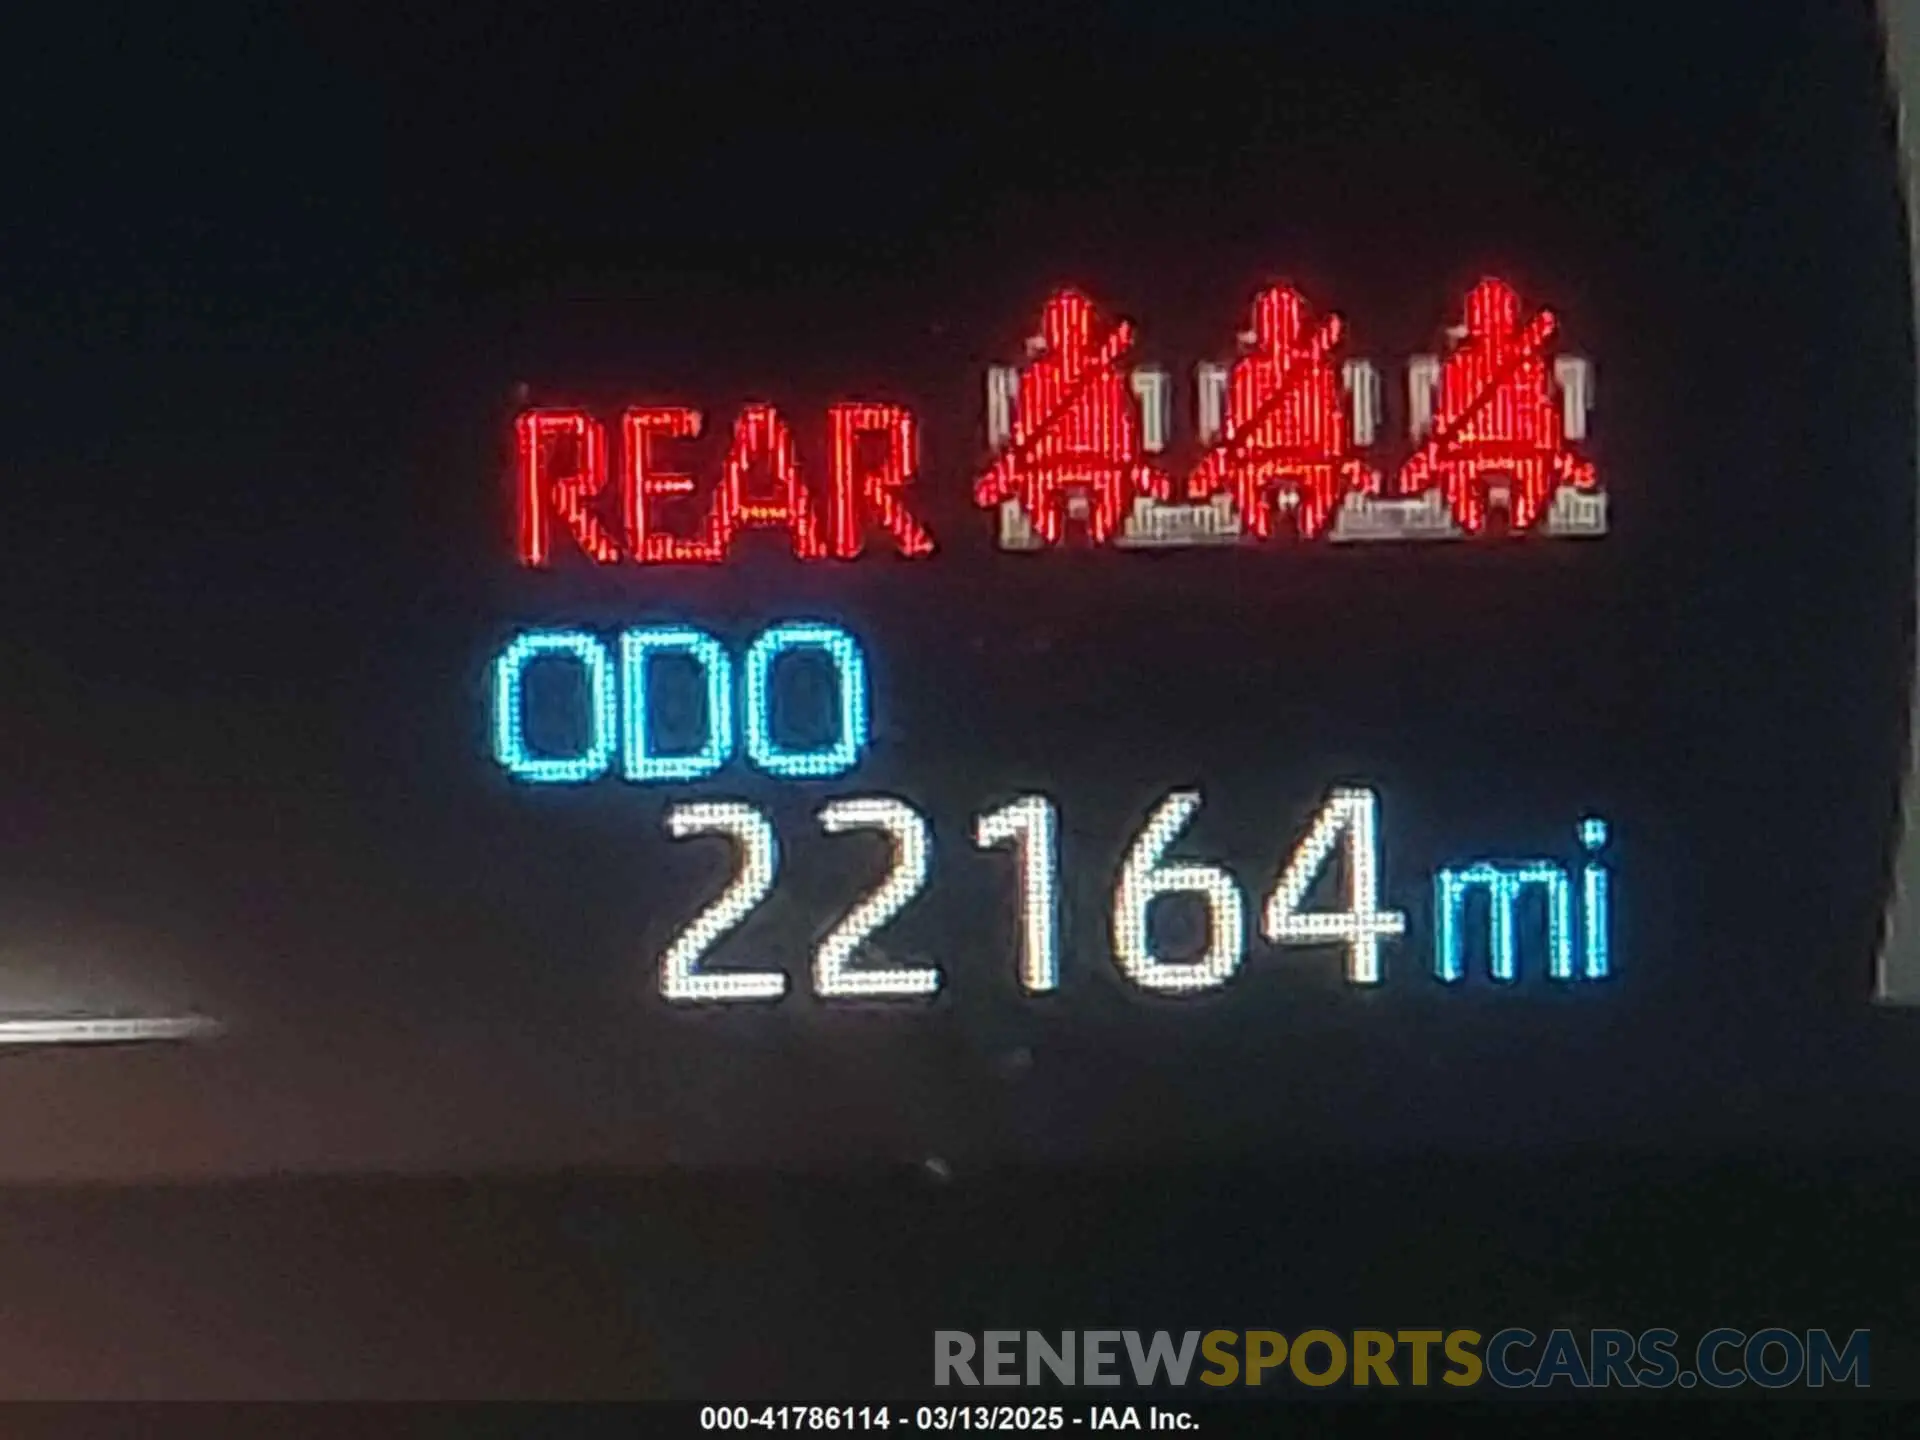 REAR
ODO
22164 mi
RENEWSPORTSCARS.COM
000-41786114 - 03/13/2025 - IAA Inc.